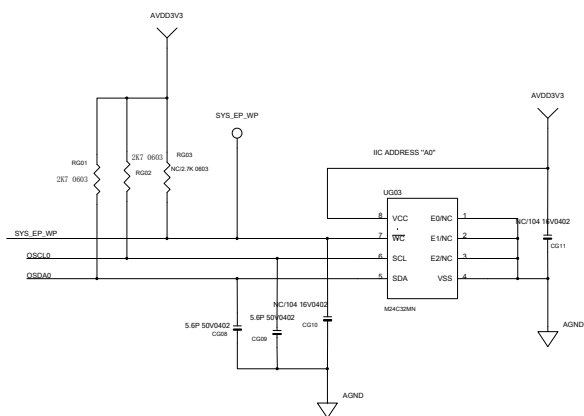 AVDD3V3
AVDD3V3
SYS_EP_WP
RG01
2K7 0603
2K7 0603
RG02
RG03
NC/2.7K 0603
IIC ADDRESS "A0"
UG03
8 VCC E0/NC 1
7 WC E1/NC 2
6 SCL E2/NC 3
5 SDA VSS 4
M24C32MN
NC/104 16V0402
CG11
SYS_EP_WP
OSCL0
OSDA0
NC/104 16V0402
CG10
5.6P 50V0402
CG09
5.6P 50V0402
CG08
AGND
AGND